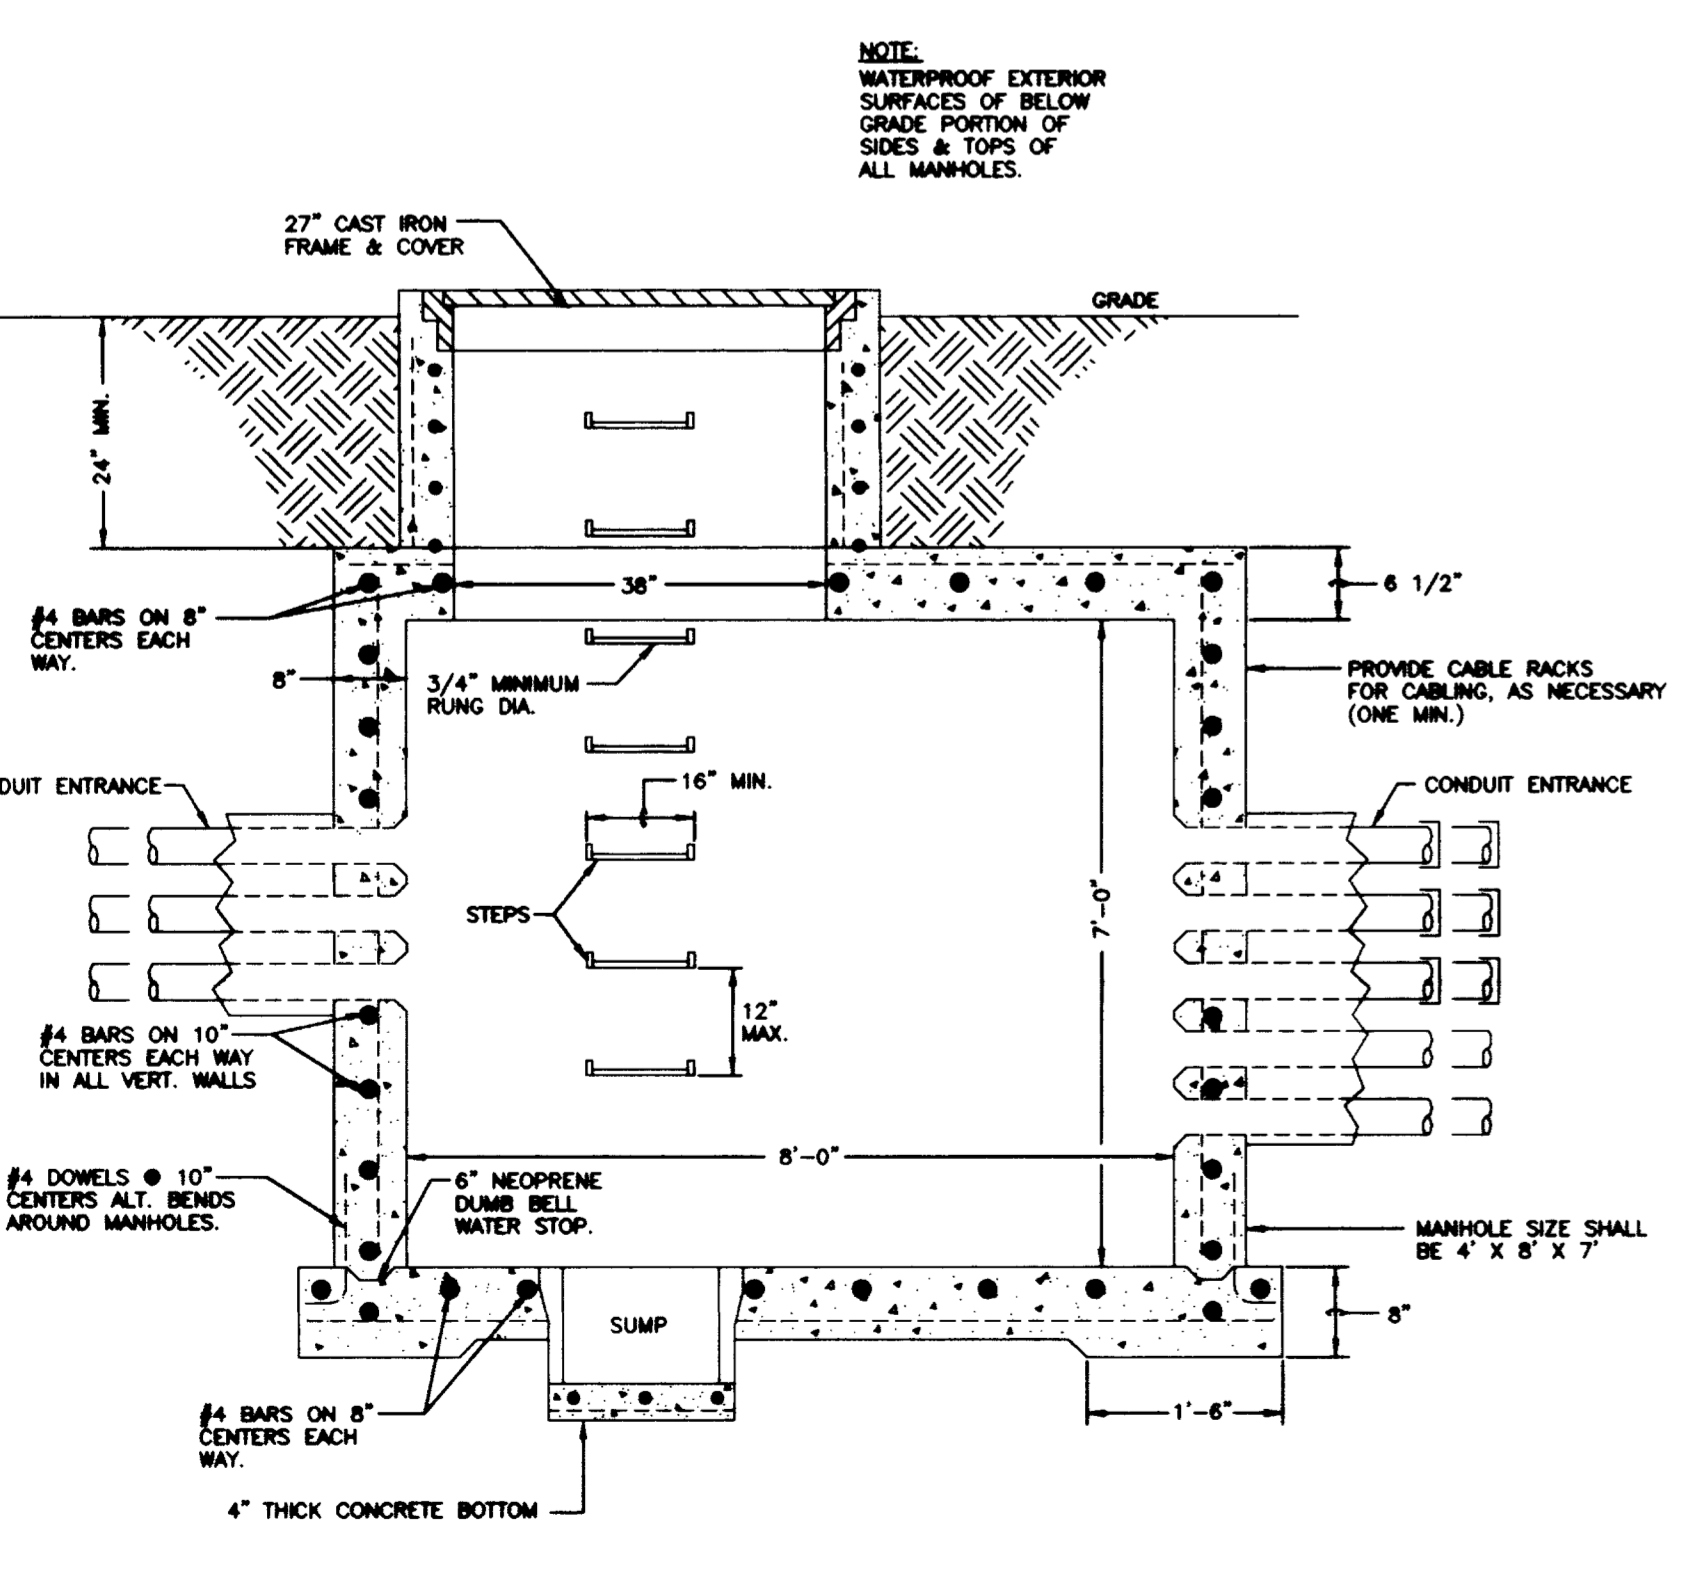 NOTE:
WATERPROOF EXTERIOR
SURFACES OF BELOW
GRADE PORTION OF
SIDES & TOPS OF
ALL MANHOLES.
27" CAST IRON
FRAME & COVER
GRADE
24" MIN.
38"
6 1/2"
#4 BARS ON 8"
CENTERS EACH
WAY.
8"
3/4" MINIMUM
RUNG DIA.
PROVIDE CABLE RACKS
FOR CABLING, AS NECESSARY
(ONE MIN.)
16" MIN.
DUIT ENTRANCE
CONDUIT ENTRANCE
STEPS
7'-0"
12"
MAX.
#4 BARS ON 10"
CENTERS EACH WAY
IN ALL VERT. WALLS
8'-0"
#4 DOWELS ● 10"
CENTERS ALT. BENDS
AROUND MANHOLES.
6" NEOPRENE
DUMB BELL
WATER STOP.
MANHOLE SIZE SHALL
BE 4' X 8' X 7'
SUMP
8"
1'-6"
#4 BARS ON 8"
CENTERS EACH
WAY.
4" THICK CONCRETE BOTTOM